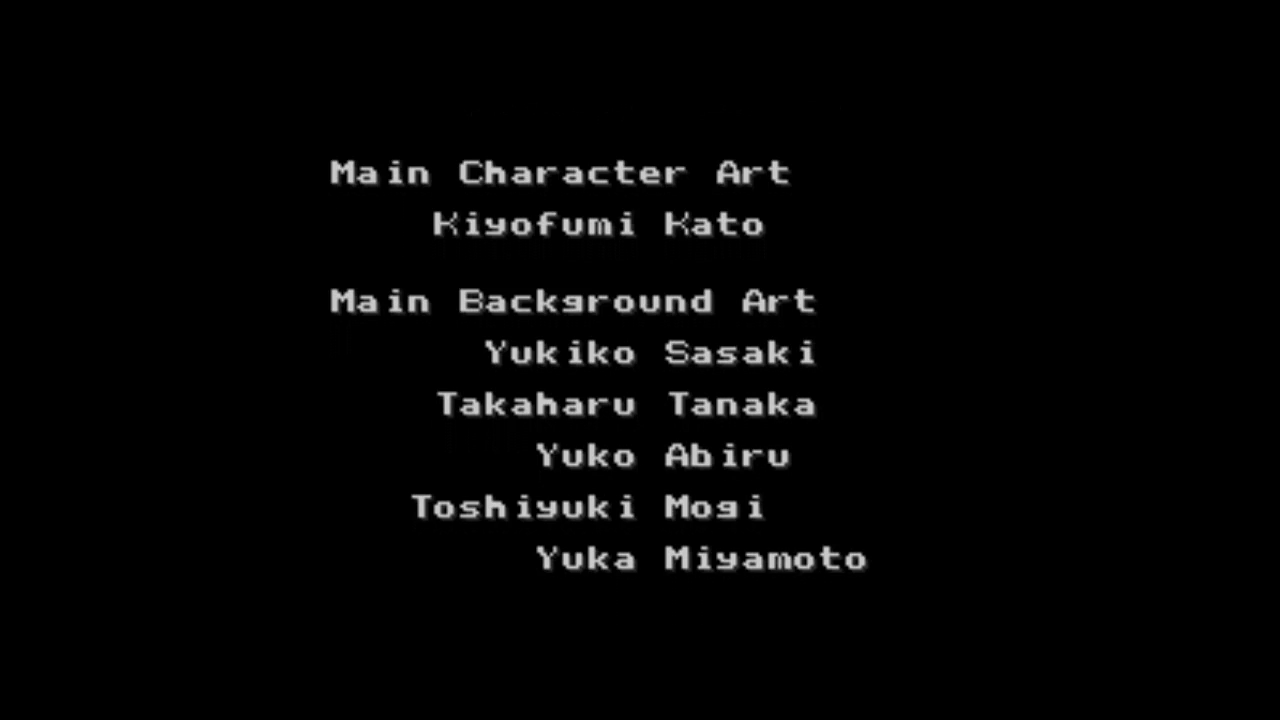 Main Character Art
Kiyofumi Kato
Main Background Art
Yukiko Sasaki
Takaharu Tanaka
Yuko Abiru
Toshiyuki Mogi
Yuka Miyamoto